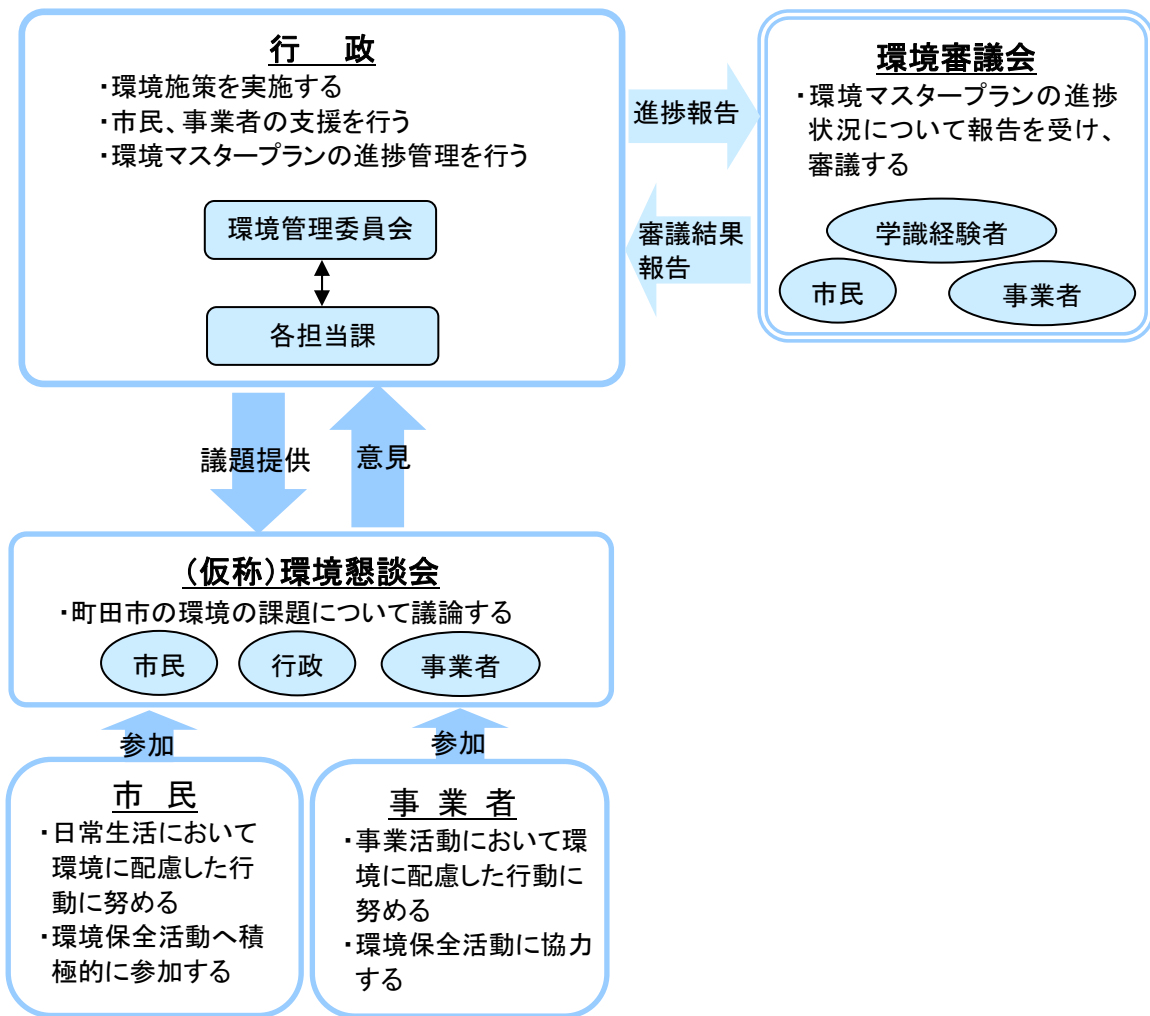 行　政
・環境施策を実施する
・市民、事業者の支援を行う
・環境マスタープランの進捗管理を行う
環境管理委員会
各担当課
進捗報告
審議結果
報告
環境審議会
・環境マスタープランの進捗
状況について報告を受け、
審議する
学識経験者
市民
事業者
議題提供
意見
（仮称）環境懇談会
・町田市の環境の課題について議論する
市民
行政
事業者
参加
参加
市　民
・日常生活において
環境に配慮した行
動に努める
・環境保全活動へ積
極的に参加する
事　業　者
・事業活動において環
境に配慮した行動に
努める
・環境保全活動に協力
する